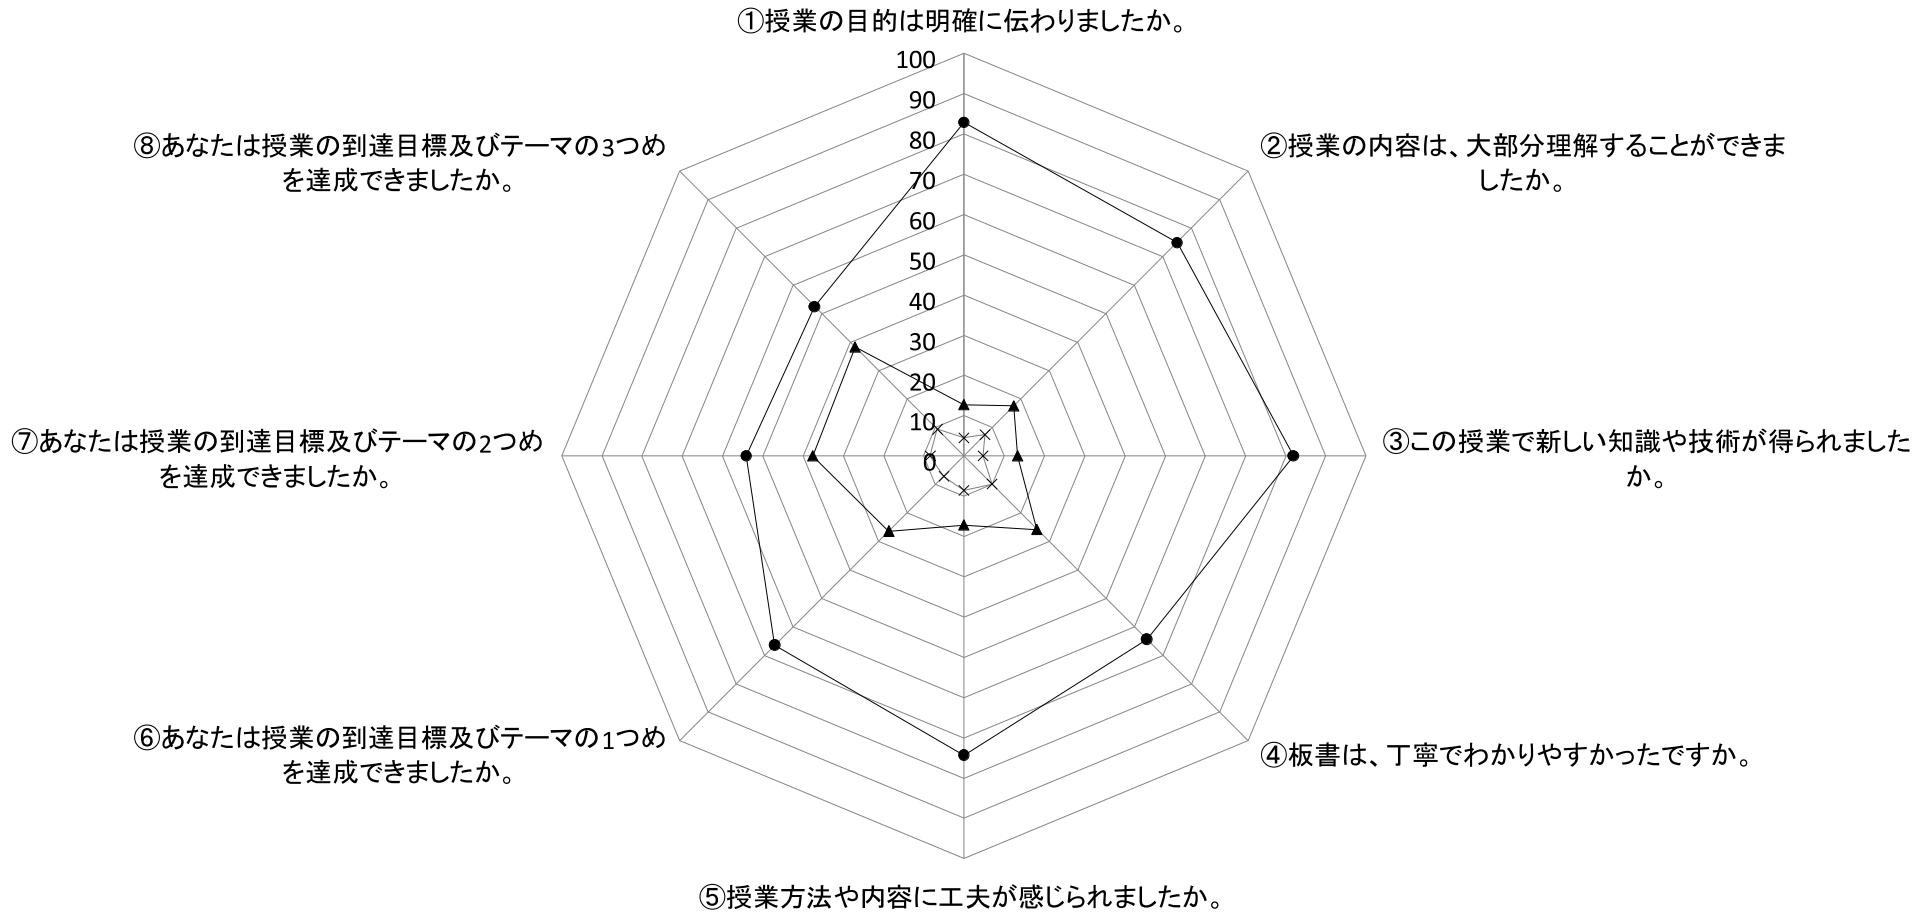 ①授業の目的は明確に伝わりましたか。
100
90
80
70
60
50
40
30
20
10
0
②授業の内容は、大部分理解することができま
したか。
③この授業で新しい知識や技術が得られました
か。
④板書は、丁寧でわかりやすかったですか。
⑤授業方法や内容に工夫が感じられましたか。
⑥あなたは授業の到達目標及びテーマの1つめ
を達成できましたか。
⑦あなたは授業の到達目標及びテーマの2つめ
を達成できましたか。
⑧あなたは授業の到達目標及びテーマの3つめ
を達成できましたか。